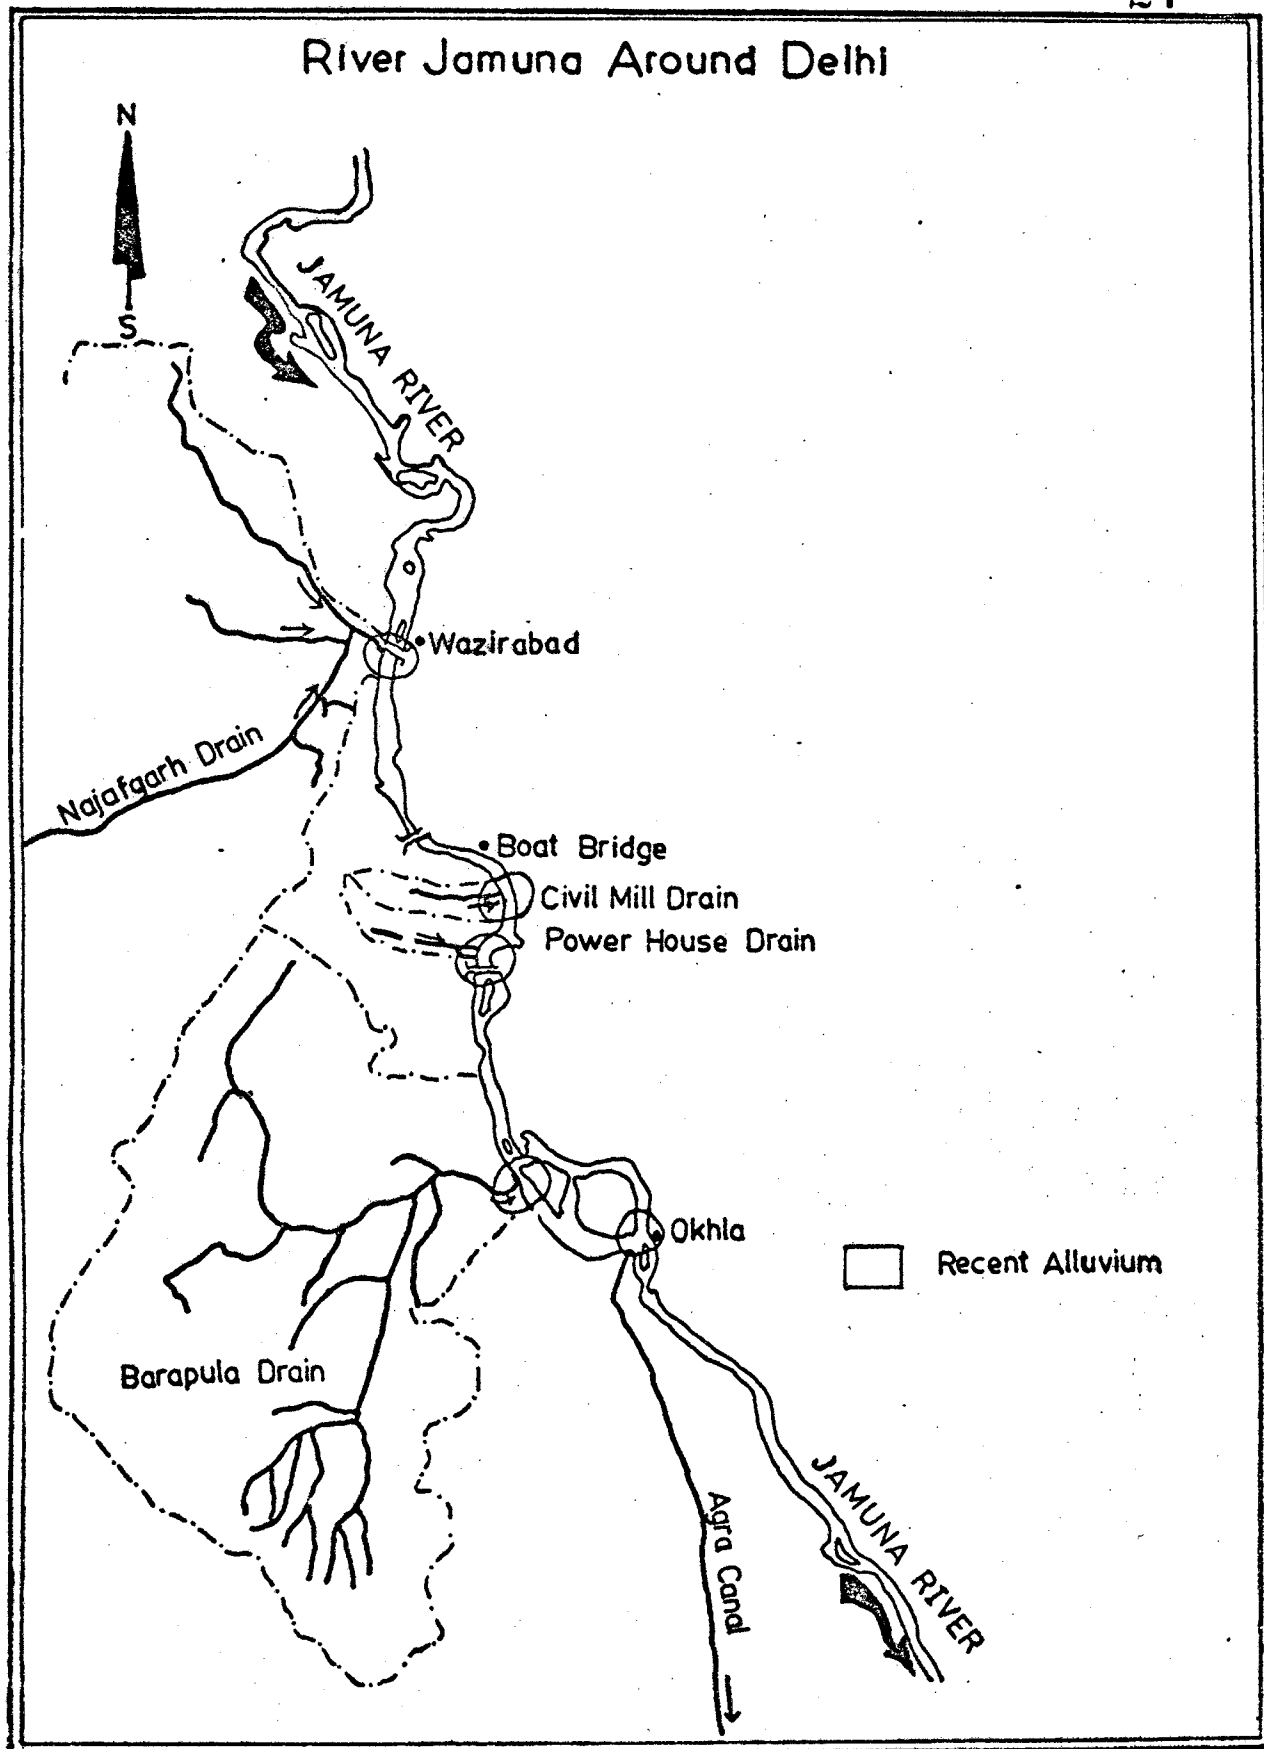 River Jamuna Around Delhi
N
S
JAMUNA RIVER
Wazirabad
Najafgarh Drain
Boat Bridge
Civil Mill Drain
Power House Drain
Okhla
Recent Alluvium
Barapula Drain
Agra Canal
JAMUNA RIVER